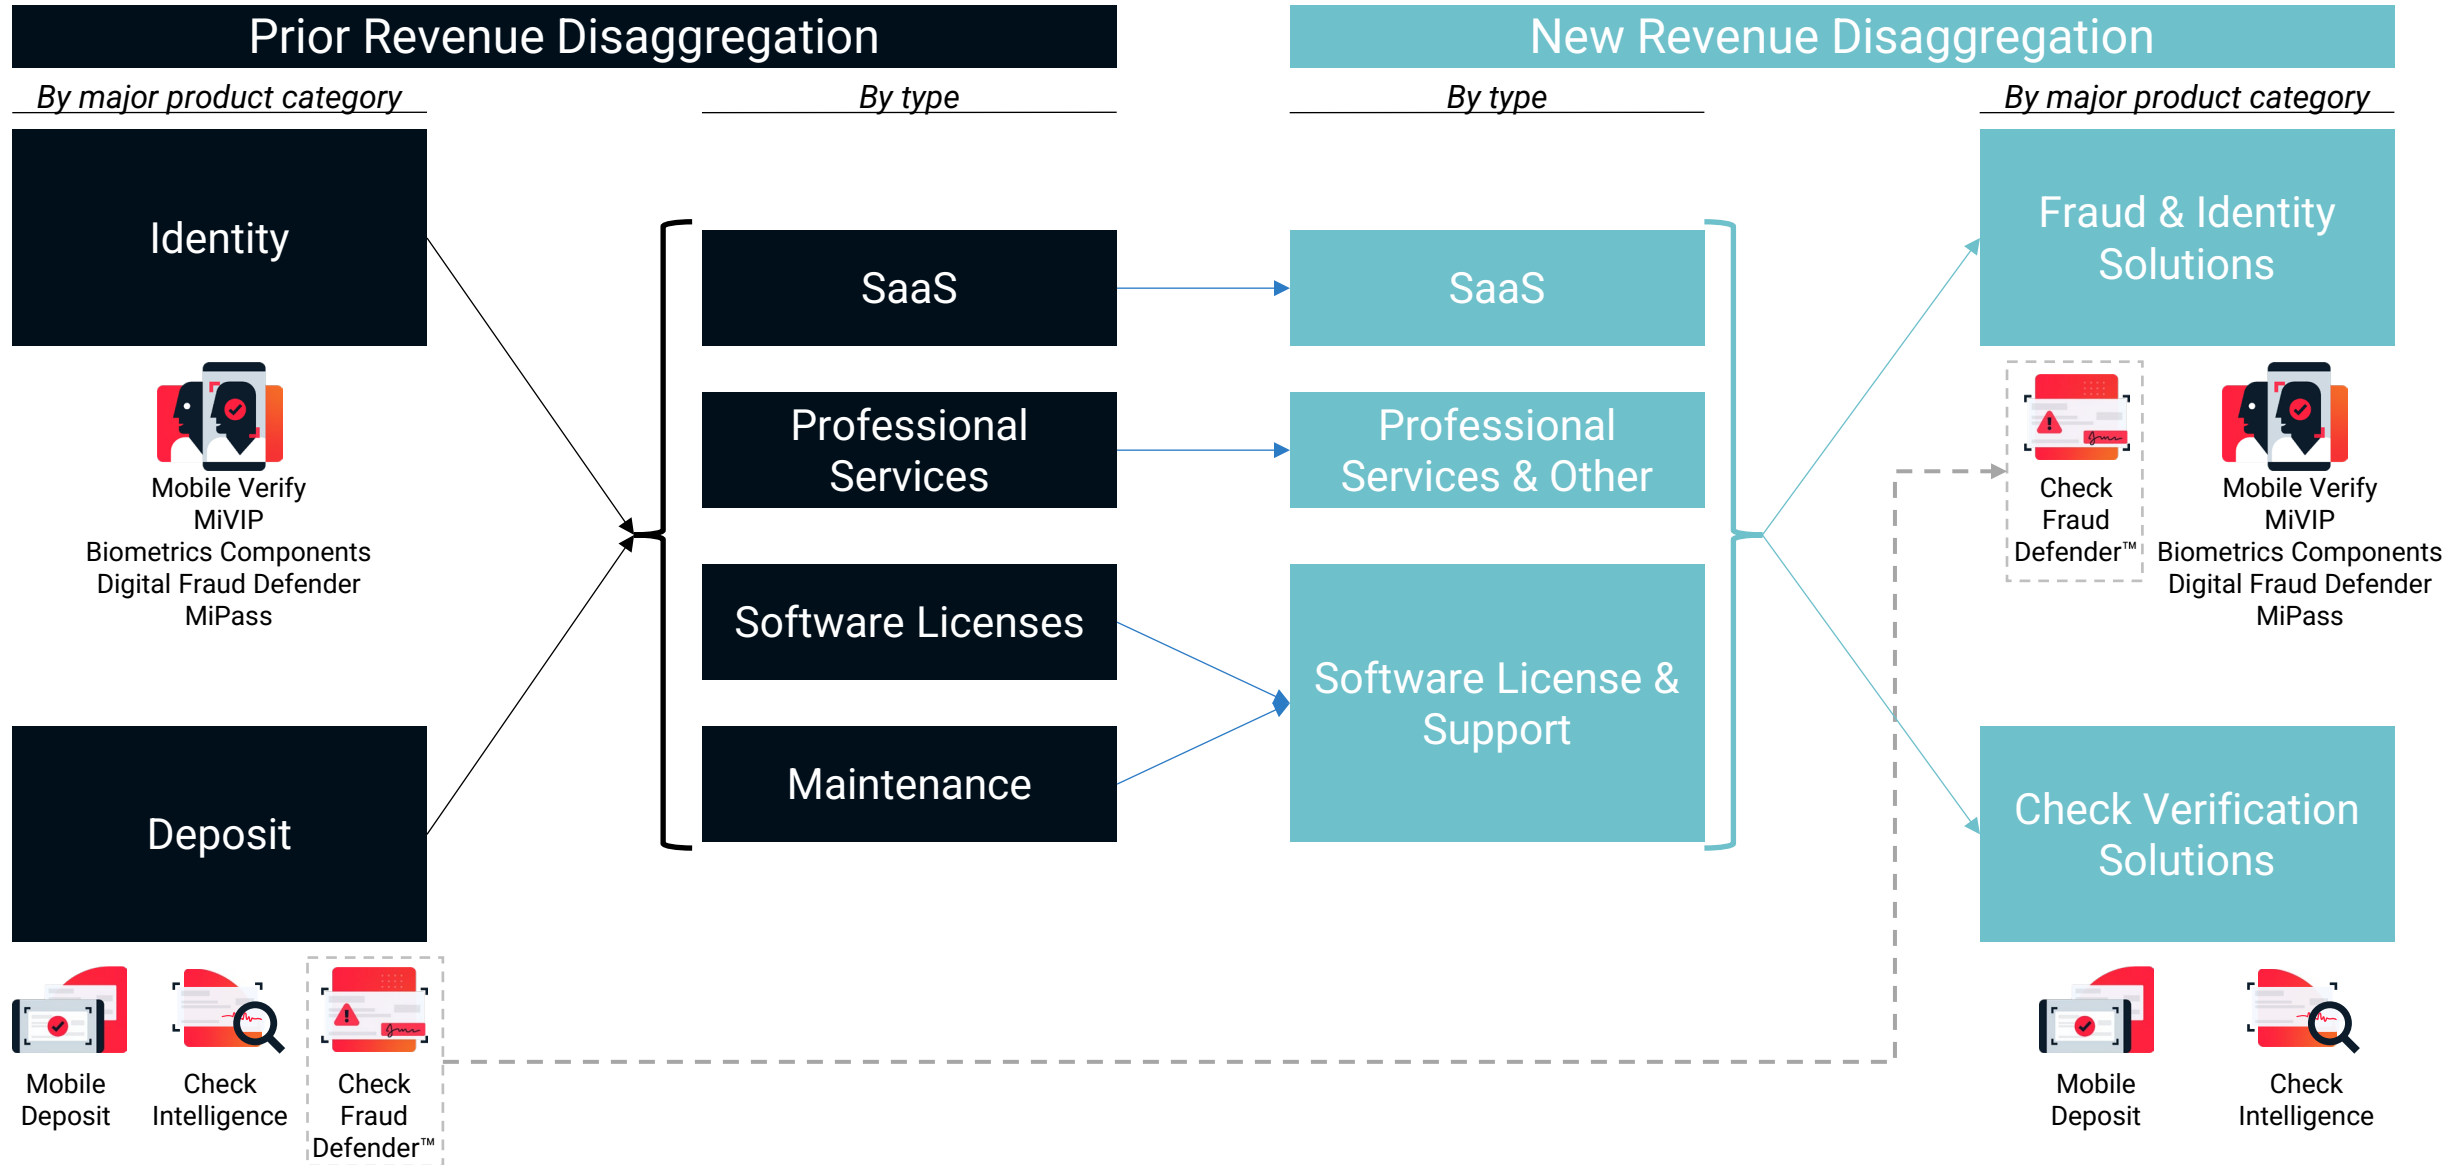 Prior Revenue Disaggregation
New Revenue Disaggregation
By major product category
By type
By type
By major product category
Identity
Mobile Verify
MiVIP
Biometrics Components
Digital Fraud Defender
MiPass
Deposit
Mobile
Deposit
Check
Intelligence
Check
Fraud
Defender™
SaaS
Professional
Services
Software Licenses
Maintenance
SaaS
Professional
Services & Other
Software License &
Support
Fraud & Identity
Solutions
Check
Fraud
Defender™
Mobile Verify
MiVIP
Biometrics Components
Digital Fraud Defender
MiPass
Check Verification
Solutions
Mobile
Deposit
Check
Intelligence